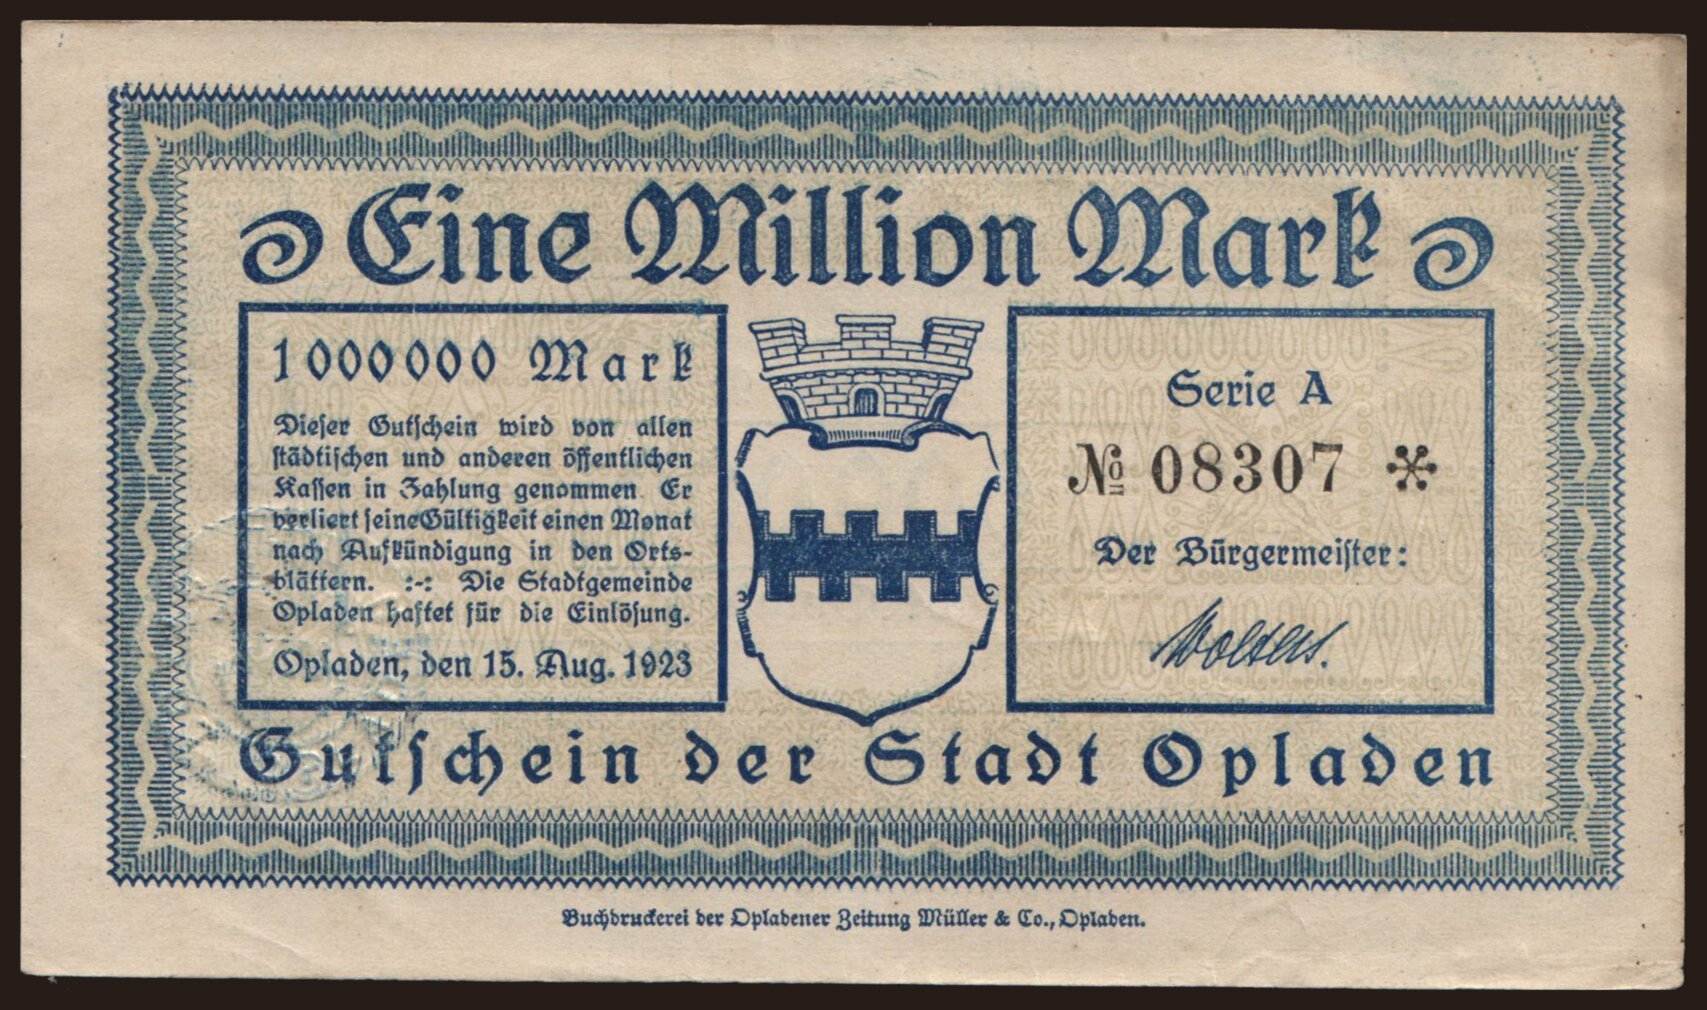 Eine Million Mark
1000000 Mark
Dieser Gutschein wird von allen
städtischen und anderen öffentlichen
Kassen in Zahlung genommen. Er
verliert seine Gültigkeit einen Monat
nach Aufkündigung in den Orts-
blättern. :-: Die Stadtgemeinde
Opladen haftet für die Einlösung.
Opladen, den 15. Aug. 1923
Serie A
№ 08307 *
Der Bürgermeister:
Wolters.
Gutschein der Stadt Opladen
Buchdruckerei der Opladener Zeitung Müller & Co., Opladen.